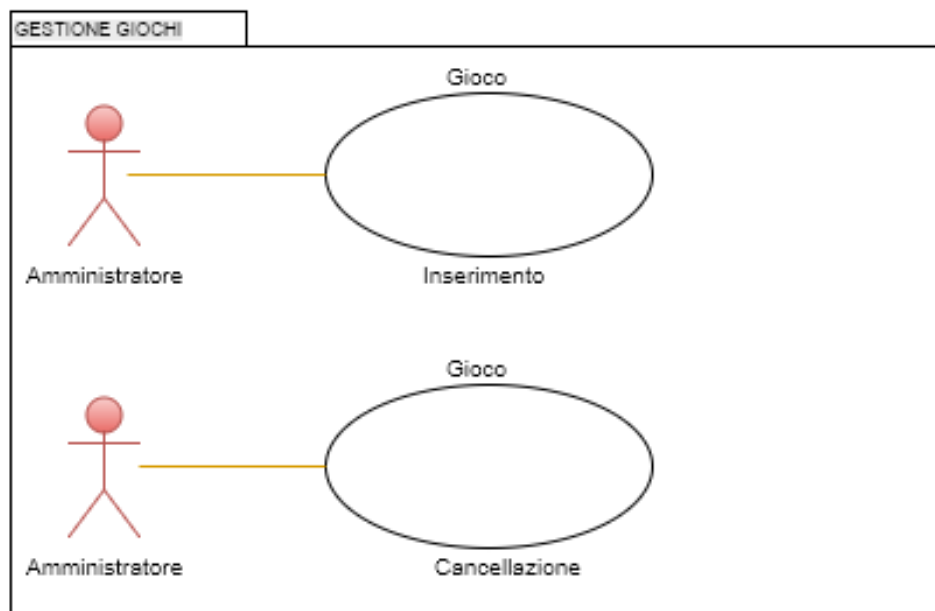 GESTIONE GIOCHI
Gioco
Amministratore
Inserimento
Gioco
Amministratore
Cancellazione